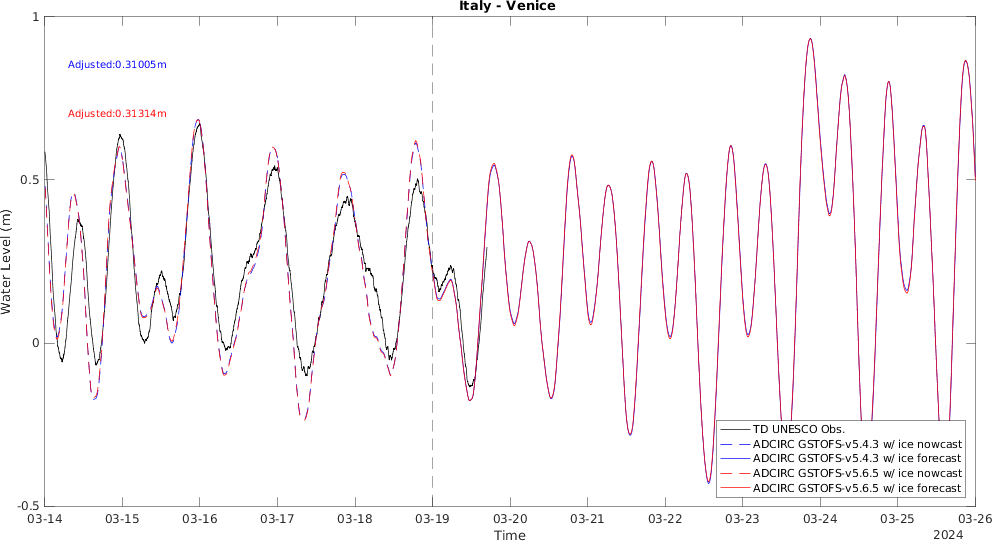 Italy - Venice
1
Adjusted:0.31005m
Adjusted:0.31314m
0.5
Water Level (m)
0
TD UNESCO Obs.
ADCIRC GSTOFS-v5.4.3 w/ ice nowcast
ADCIRC GSTOFS-v5.4.3 w/ ice forecast
ADCIRC GSTOFS-v5.6.5 w/ ice nowcast
ADCIRC GSTOFS-v5.6.5 w/ ice forecast
-0.5
03-14 03-15 03-16 03-17 03-18 03-19 03-20 03-21 03-22 03-23 03-24 03-25 03-26
Time
2024